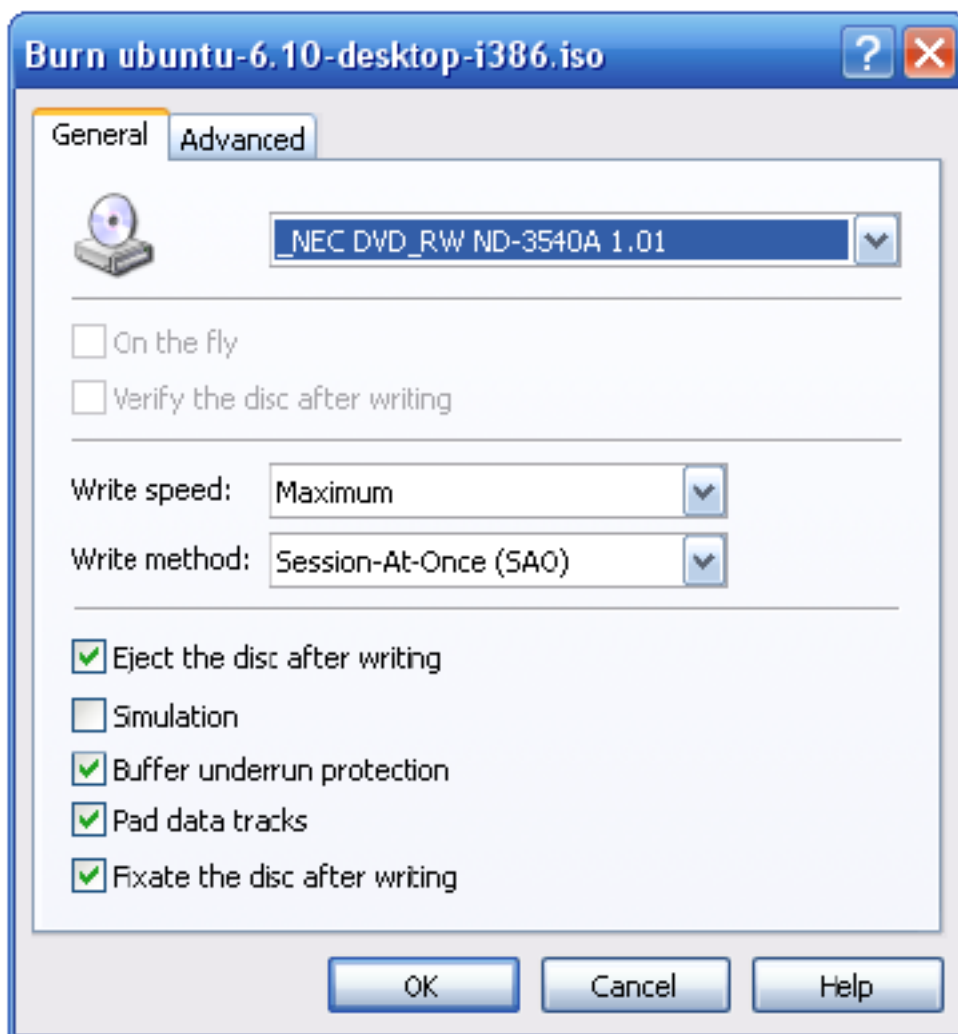 Burn ubuntu-6.10-desktop-i386.iso
General
Advanced
_NEC DVD_RW ND-3540A 1.01
On the fly
Verify the disc after writing
Write speed:
Maximum
Write method:
Session-At-Once (SAO)
Eject the disc after writing
Simulation
Buffer underrun protection
Pad data tracks
Fixate the disc after writing
OK
Cancel
Help